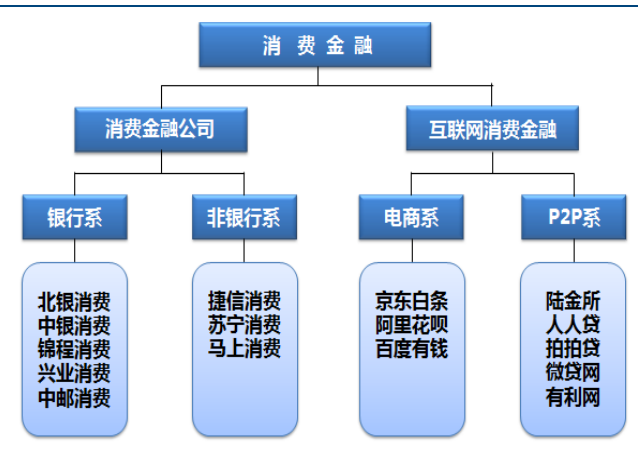 消费金融
消费金融公司
互联网消费金融
银行系
非银行系
电商系
P2P系
北银消费
中银消费
锦程消费
兴业消费
中邮消费
捷信消费
苏宁消费
马上消费
京东白条
阿里花呗
百度有钱
陆金所
人人贷
拍拍贷
微贷网
有利网